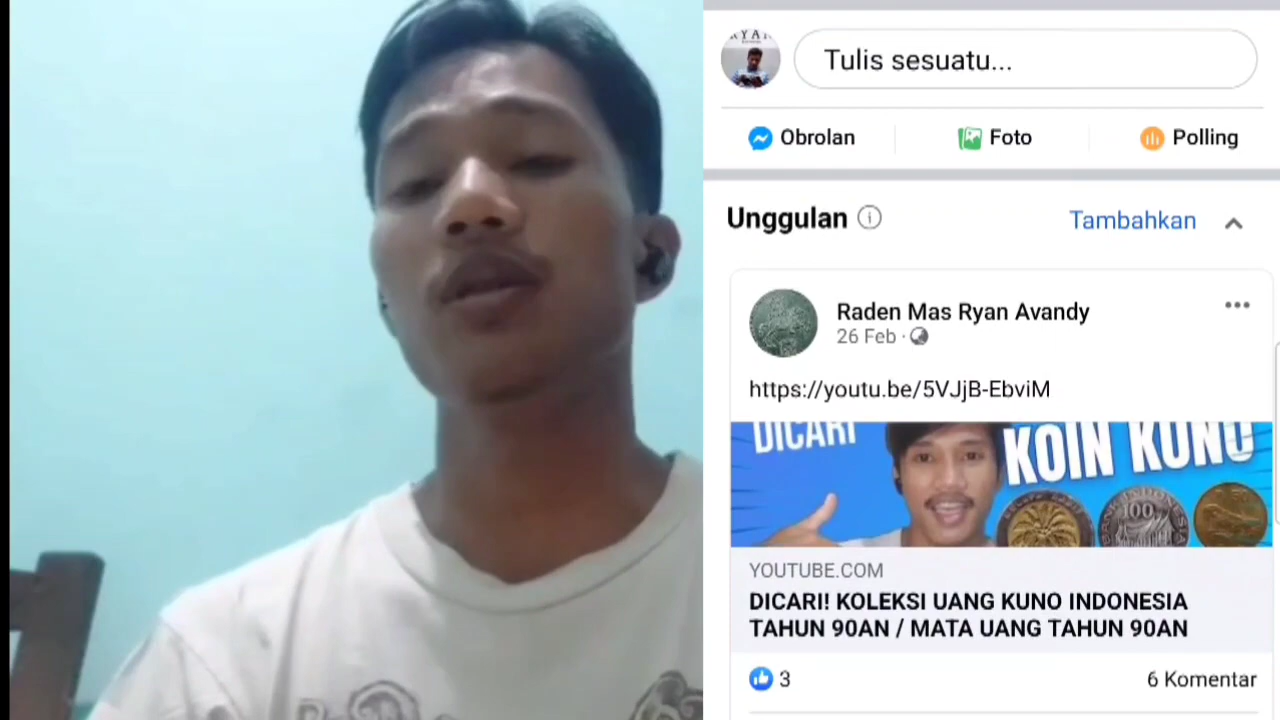 RYAN
Tulis sesuatu...
Obrolan
Foto
Polling
Unggulan
Tambahkan
Raden Mas Ryan Avandy
26 Feb ·
https://youtu.be/5VJjB-EbviM
DICARI
KOIN KUNO
100
YOUTUBE.COM
DICARI! KOLEKSI UANG KUNO INDONESIA
TAHUN 90AN / MATA UANG TAHUN 90AN
3
6 Komentar